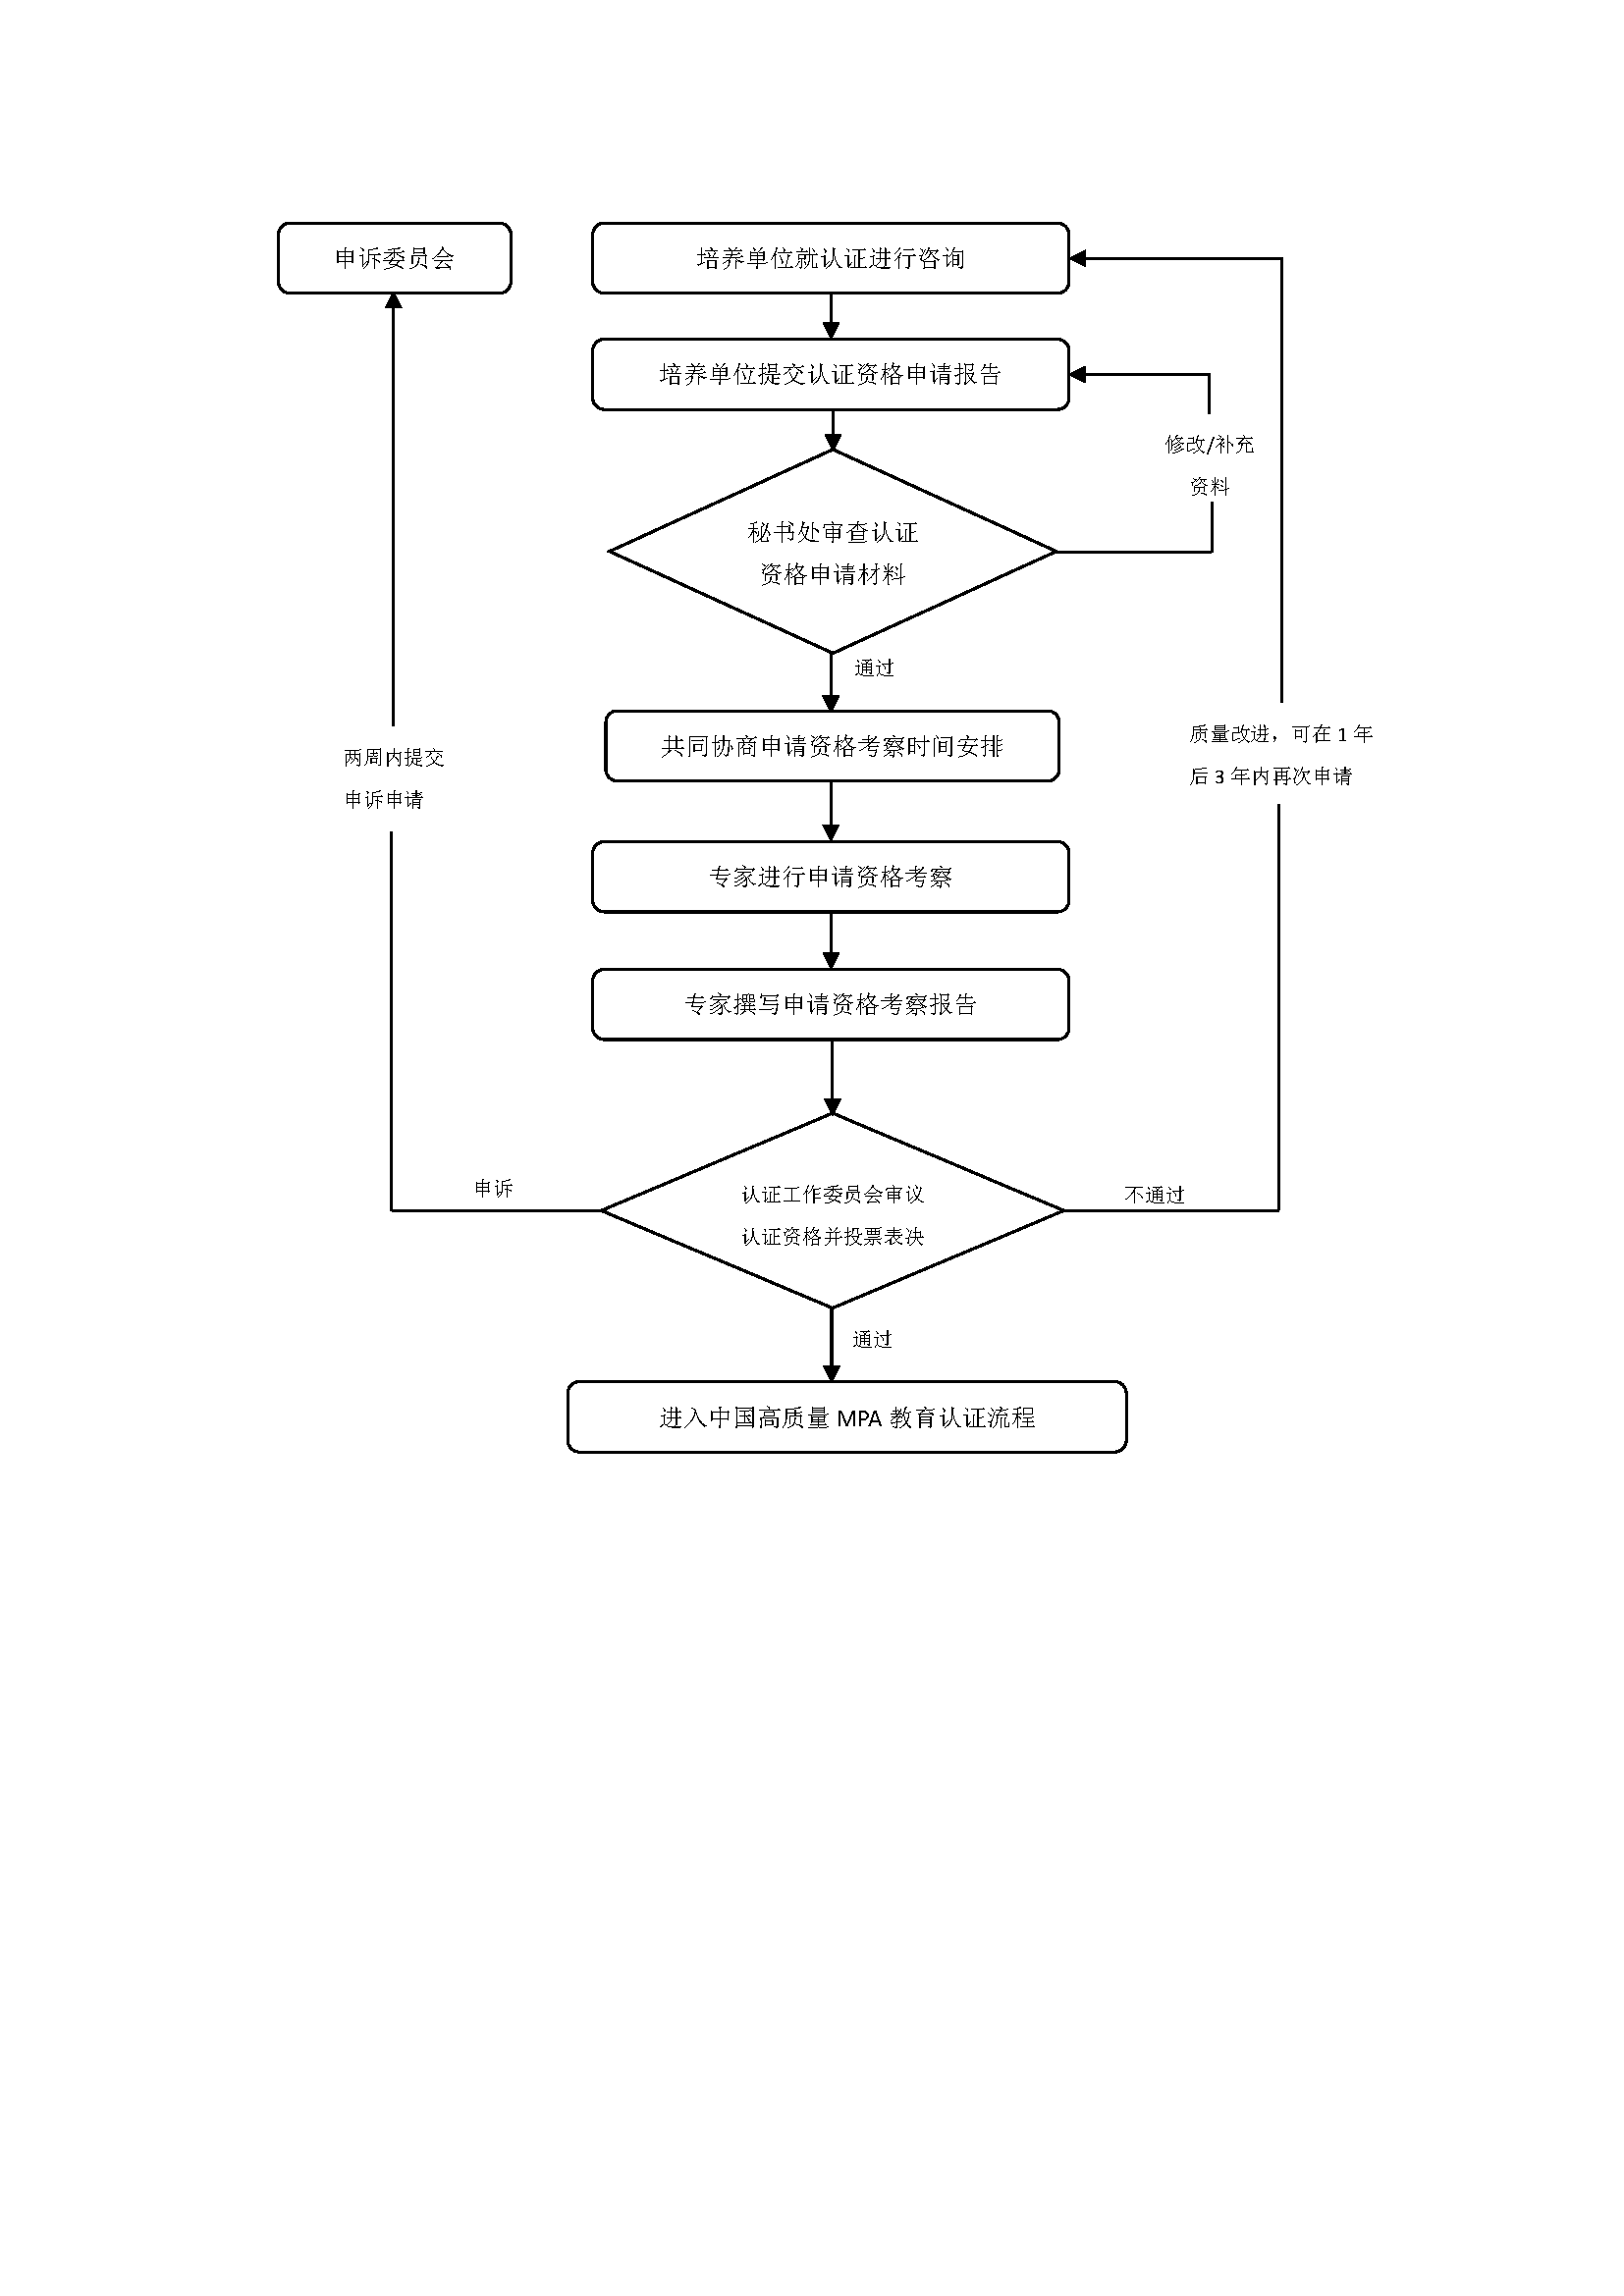 申诉委员会
培养单位就认证进行咨询
培养单位提交认证资格申请报告
修改/补充
资料
秘书处审查认证
资格申请材料
通过
共同协商申请资格考察时间安排
质量改进，可在 1 年
后 3 年内再次申请
两周内提交
申诉申请
专家进行申请资格考察
专家撰写申请资格考察报告
申诉
认证工作委员会审议
认证资格并投票表决
不通过
通过
进入中国高质量 MPA 教育认证流程